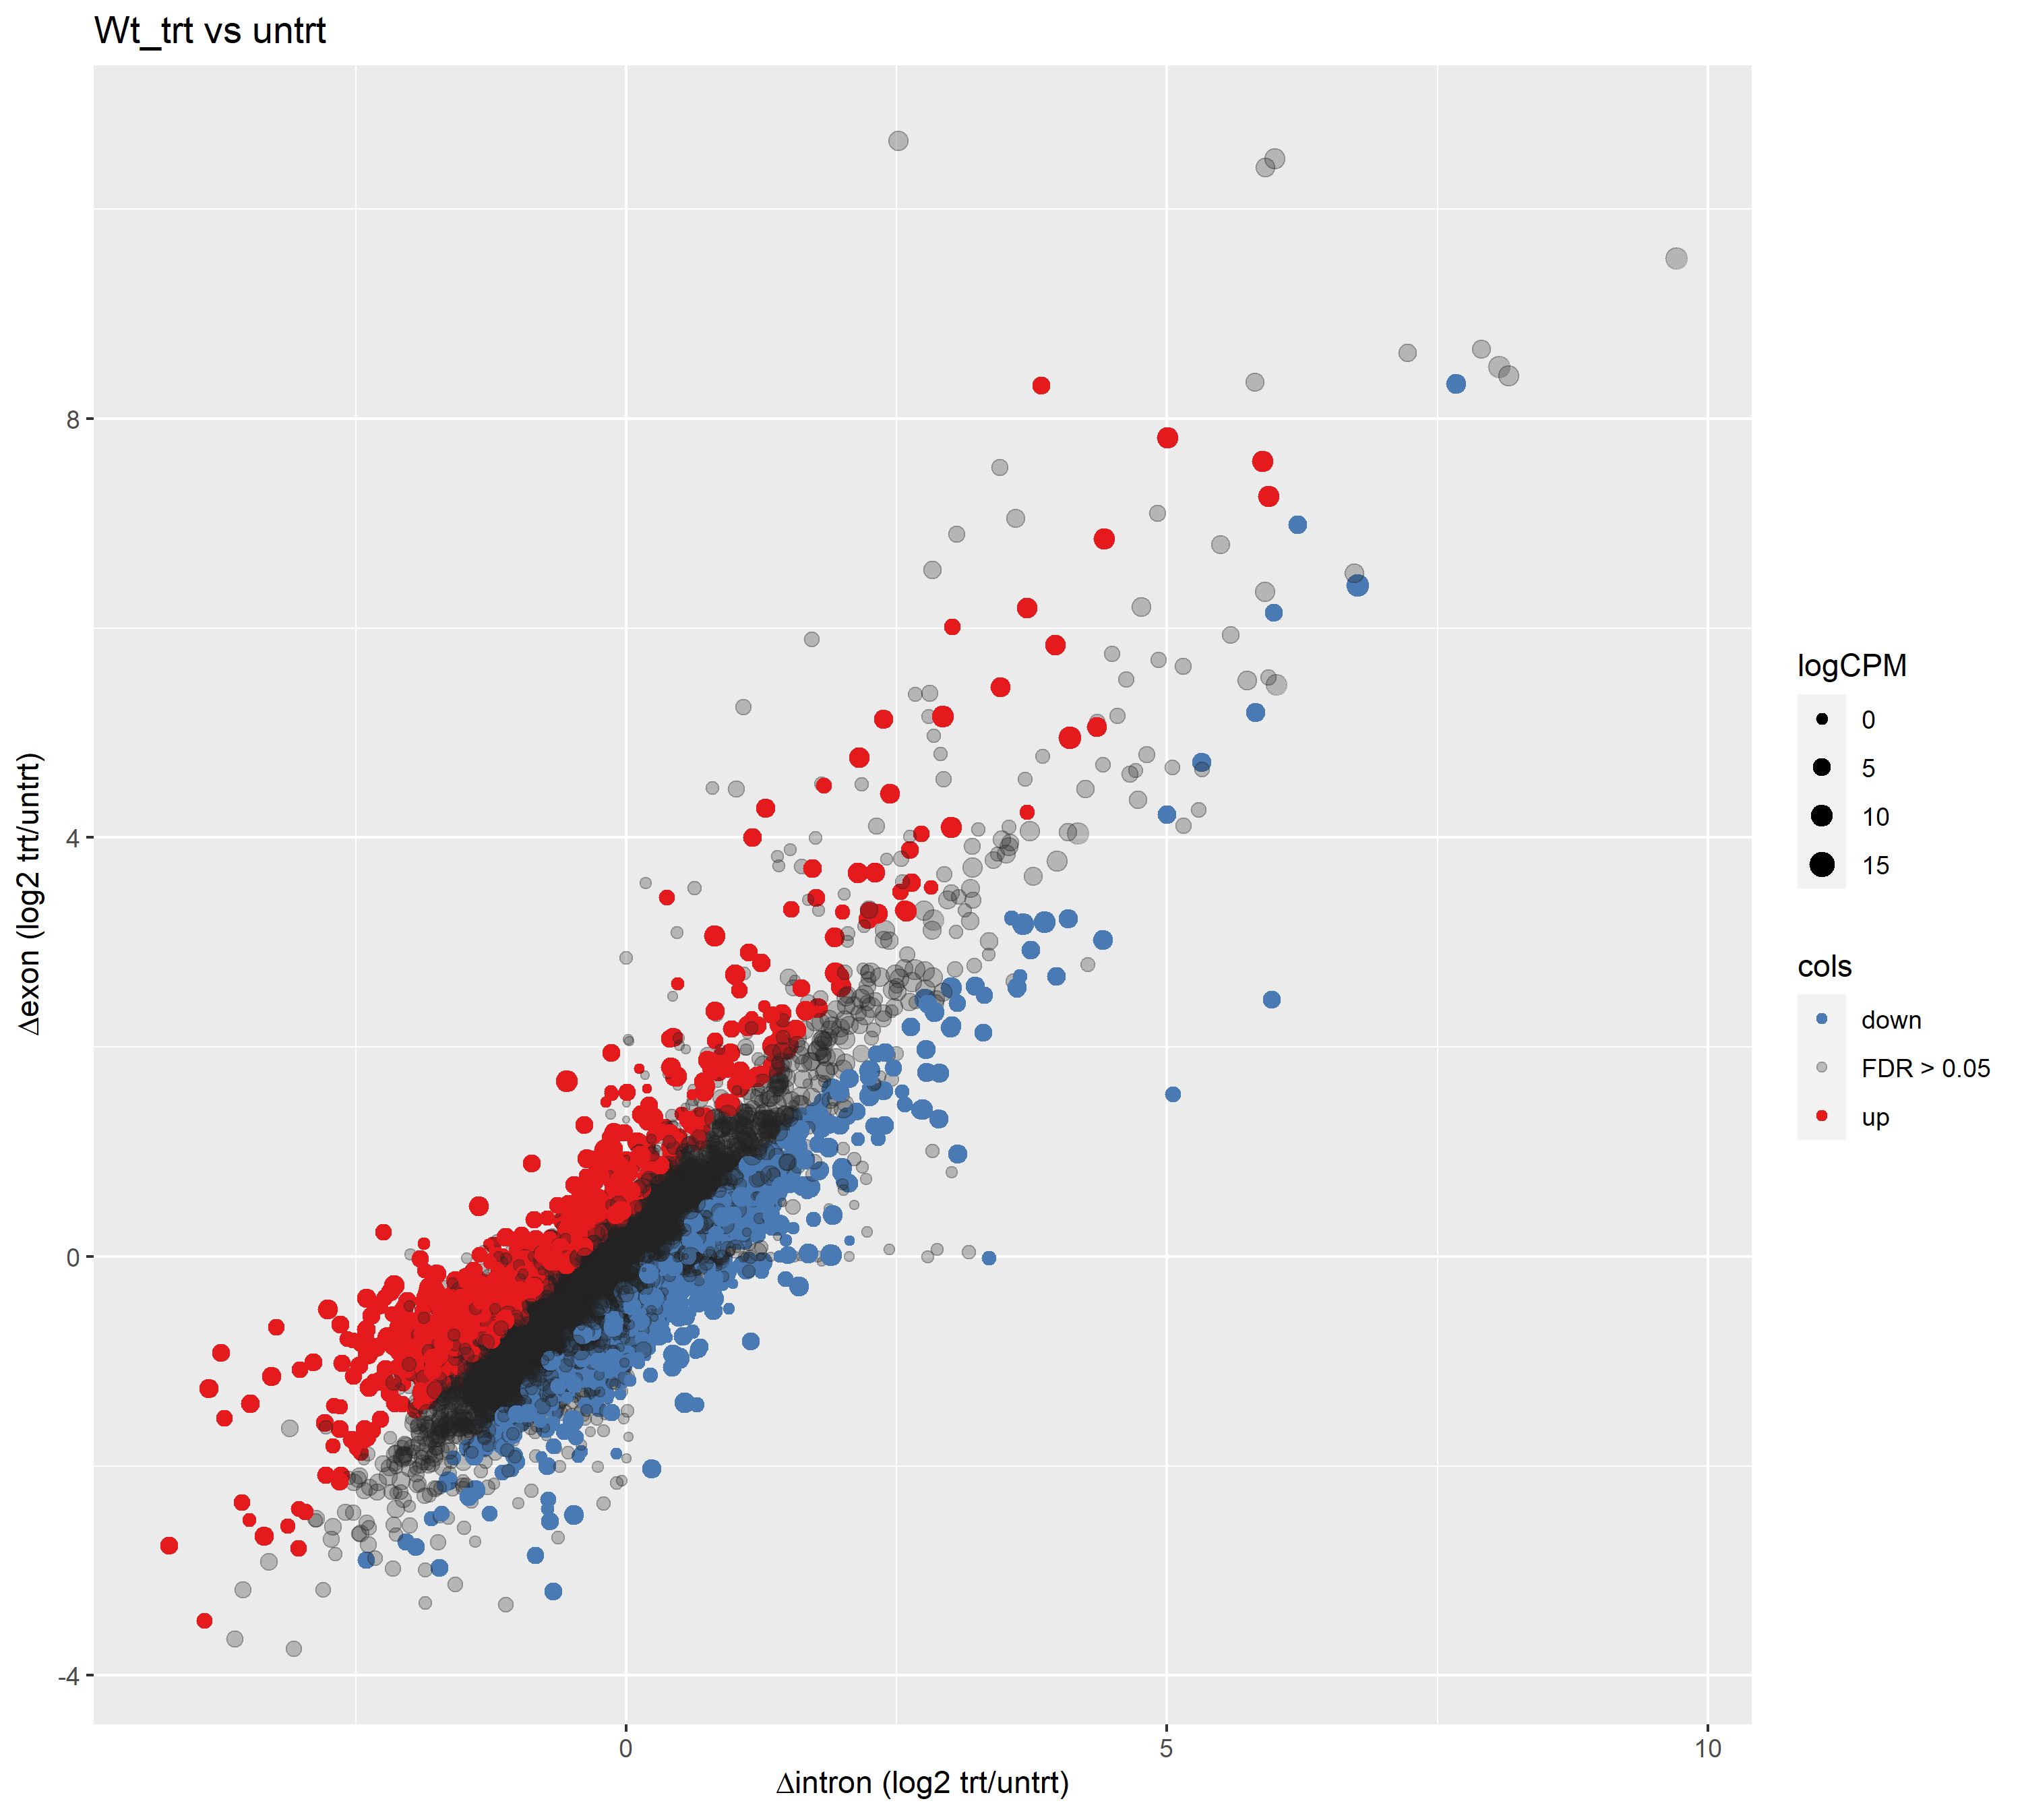 Wt_trt vs untrt
Δexon (log2 trt/untrt)
8
4
0
-4
0
5
10
Δintron (log2 trt/untrt)
logCPM
0
5
10
15
cols
down
FDR > 0.05
up